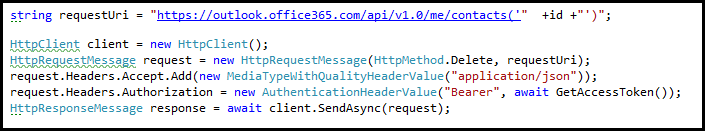 string requestUri = "https://outlook.office365.com/api/v1.0/me/contacts('"  +id +"')";
HttpClient client = new HttpClient();
HttpRequestMessage request = new HttpRequestMessage(HttpMethod.Delete, requestUri);
request.Headers.Accept.Add(new MediaTypeWithQualityHeaderValue("application/json"));
request.Headers.Authorization = new AuthenticationHeaderValue("Bearer", await GetAccessToken());
HttpResponseMessage response = await client.SendAsync(request);